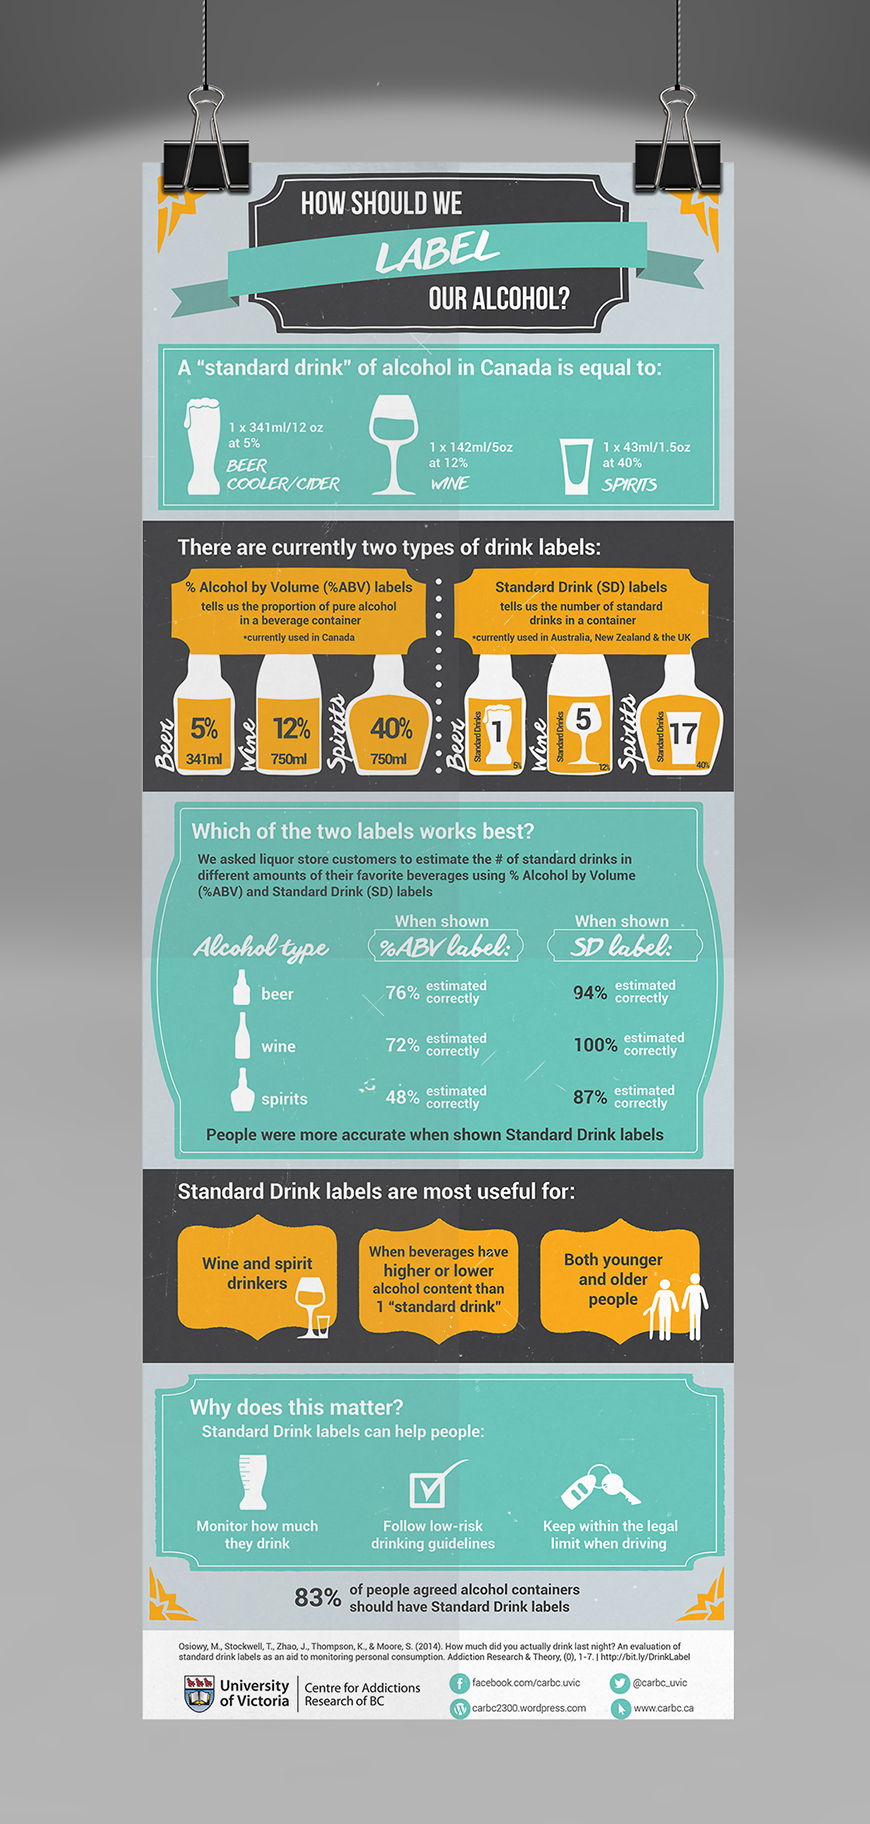 HOW SHOULD WE
LABEL
OUR ALCOHOL?
A “standard drink” of alcohol in Canada is equal to:
1 x 341ml/12 oz
at 5%
BEER
COOLER/CIDER
1 x 142ml/5oz
at 12%
WINE
1 x 43ml/1.5oz
at 40%
SPIRITS
There are currently two types of drink labels:
% Alcohol by Volume (%ABV) labels
tells us the proportion of pure alcohol
in a beverage container
*currently used in Canada
Beer
5%
341ml
Wine
12%
750ml
Spirits
40%
750ml
Standard Drink (SD) labels
tells us the number of standard
drinks in a container
*currently used in Australia, New Zealand & the UK
Beer
Standard Drinks
1
5%
Wine
Standard Drinks
5
12%
Spirits
Standard Drinks
17
40%
Which of the two labels works best?
We asked liquor store customers to estimate the # of standard drinks in
different amounts of their favorite beverages using % Alcohol by Volume
(%ABV) and Standard Drink (SD) labels
Alcohol type
When shown
%ABV label:
When shown
SD label:
beer
76% estimated
correctly
94% estimated
correctly
wine
72% estimated
correctly
100% estimated
correctly
spirits
48% estimated
correctly
87% estimated
correctly
People were more accurate when shown Standard Drink labels
Standard Drink labels are most useful for:
Wine and spirit
drinkers
When beverages have
higher or lower
alcohol content than
1 “standard drink”
Both younger
and older
people
Why does this matter?
Standard Drink labels can help people:
Monitor how much
they drink
Follow low-risk
drinking guidelines
Keep within the legal
limit when driving
83% of people agreed alcohol containers
should have Standard Drink labels
Osiowy, M., Stockwell, T., Zhao, J., Thompson, K., & Moore, S. (2014). How much did you actually drink last night? An evaluation of
standard drink labels as an aid to monitoring personal consumption. Addiction Research & Theory, (0), 1-7. | http://bit.ly/DrinkLabel
University
of Victoria
Centre for Addictions
Research of BC
facebook.com/carbc.uvic
@carbc_uvic
carbc2300.wordpress.com
www.carbc.ca